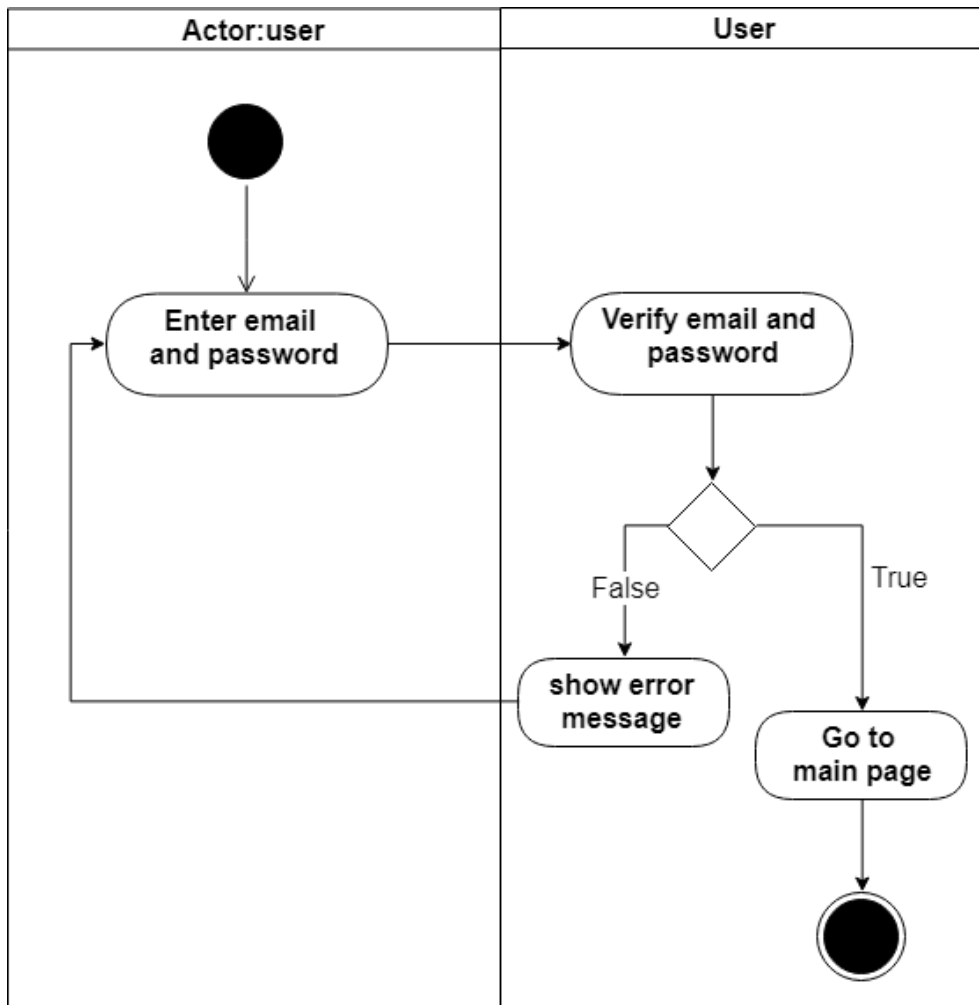 Actor:user
User
Enter email
and password
Verify email and
password
False
True
show error
message
Go to
main page